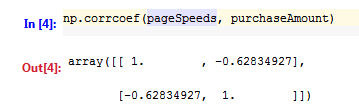 In [4]: np.corrcoef(pageSpeeds, purchaseAmount)
Out[4]: array([[ 1.        , -0.62834927],
[-0.62834927,  1.        ]])